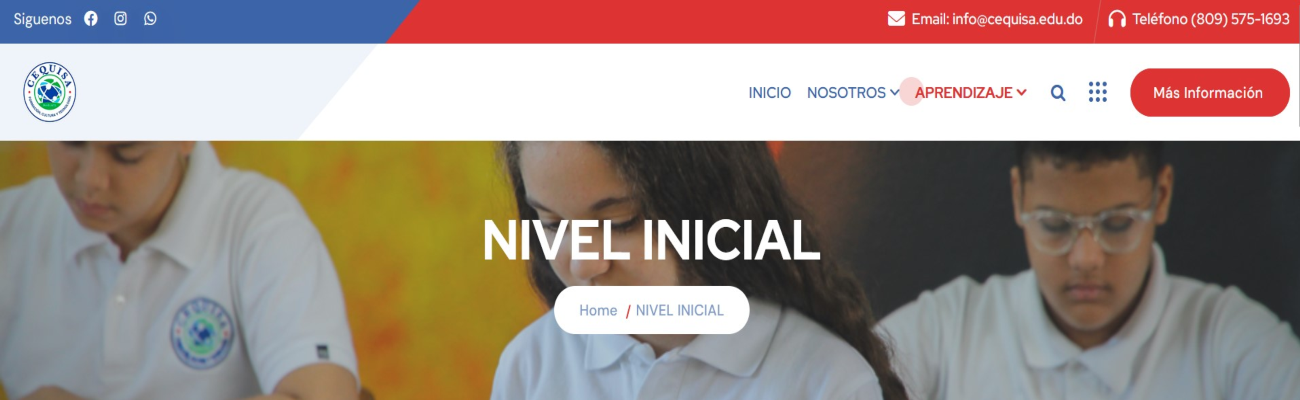 Siguenos
Email: info@cequisa.edu.do
Teléfono (809) 575-1693
CEQUISA
INICIO NOSOTROS APRENDIZAJE
Más Información
NIVEL INICIAL
Home / NIVEL INICIAL
CEQUISA